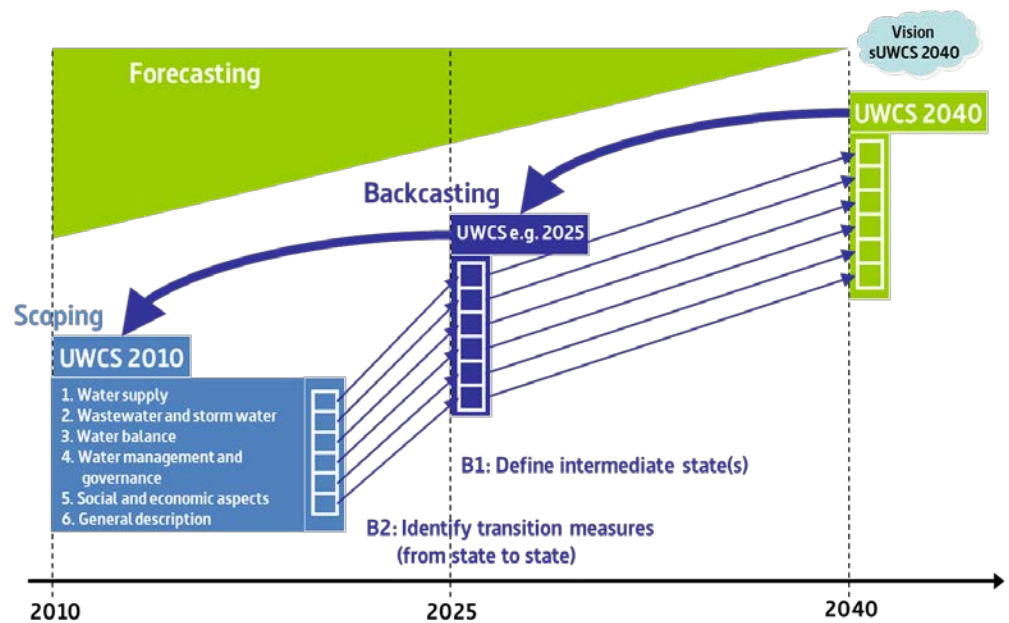 Vision
sUWCS 2040
Forecasting
UWCS 2040
Backcasting
UWCS e.g. 2025
Scoping
UWCS 2010
1. Water supply
2. Wastewater and storm water
3. Water balance
4. Water management and
governance
5. Social and economic aspects
6. General description
B1: Define intermediate state(s)
B2: Identify transition measures
(from state to state)
2010
2025
2040